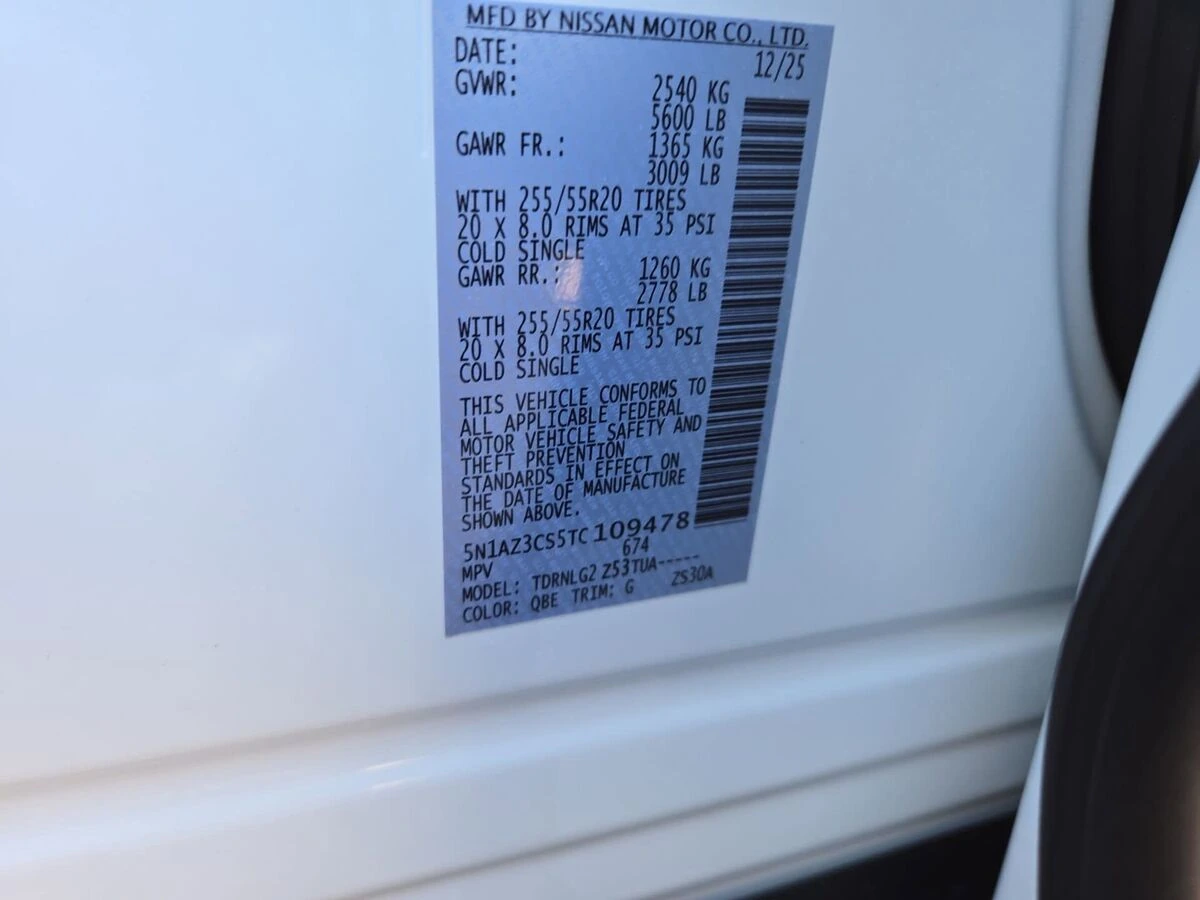 MFD BY NISSAN MOTOR CO., LTD.
DATE: 12/25
GVWR: 2540 KG
5600 LB
GAWR FR.: 1365 KG
3009 LB
WITH 255/55R20 TIRES
20 X 8.0 RIMS AT 35 PSI
COLD SINGLE
GAWR RR.: 1260 KG
2778 LB
WITH 255/55R20 TIRES
20 X 8.0 RIMS AT 35 PSI
COLD SINGLE
THIS VEHICLE CONFORMS TO
ALL APPLICABLE FEDERAL
MOTOR VEHICLE SAFETY AND
THEFT PREVENTION
STANDARDS IN EFFECT ON
THE DATE OF MANUFACTURE
SHOWN ABOVE.
5N1AZ3CS5TC109478
MPV 674
MODEL: TDRNLG2 Z53TUA-----
COLOR: QBE TRIM: G ZS30A